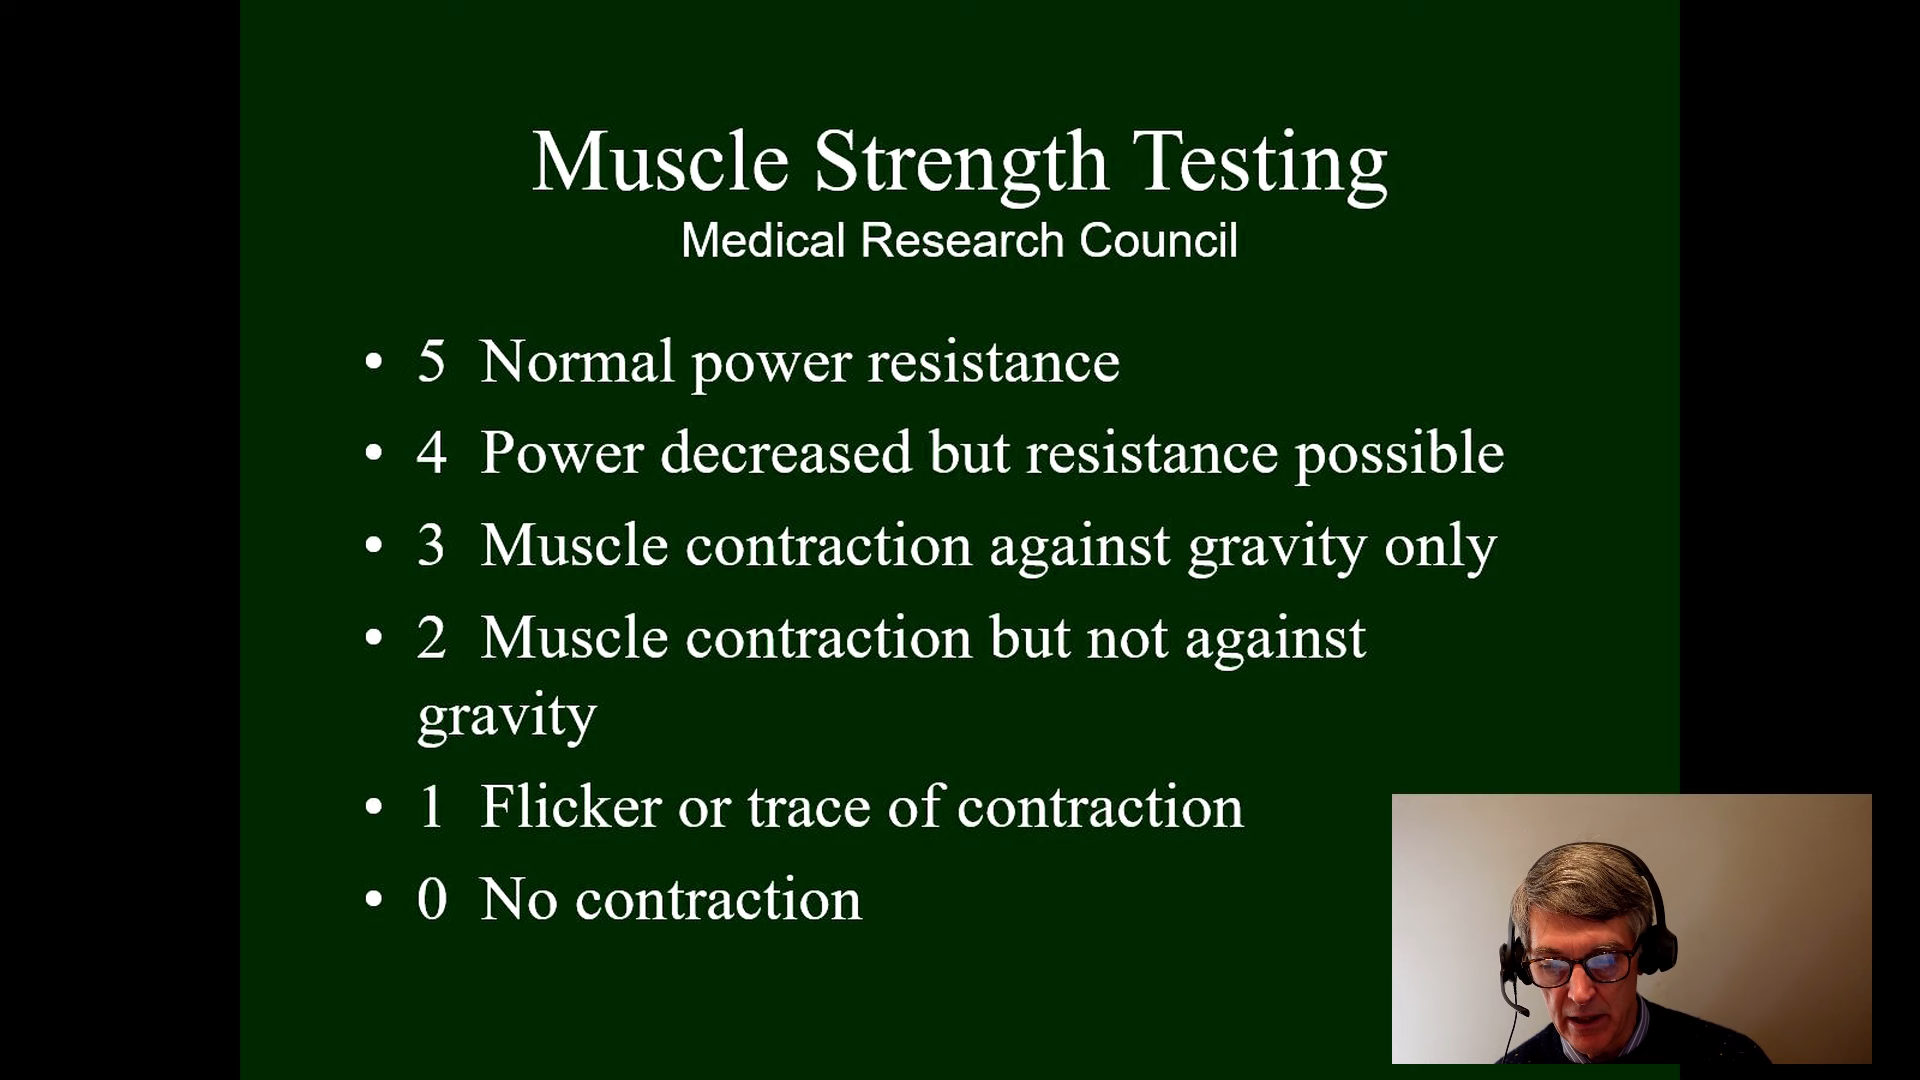 Muscle Strength Testing
Medical Research Council
• 5 Normal power resistance
• 4 Power decreased but resistance possible
• 3 Muscle contraction against gravity only
• 2 Muscle contraction but not against
gravity
• 1 Flicker or trace of contraction
• 0 No contraction